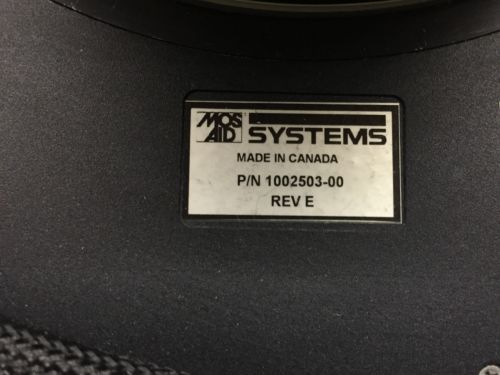 MOSAID SYSTEMS
MADE IN CANADA
P/N 1002503-00
REV E